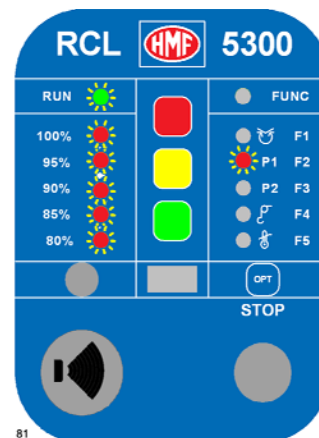 RCL HMF 5300
RUN FUNC
100% F1
95% P1 F2
90% P2 F3
85% F4
80% F5
OPT
STOP
81